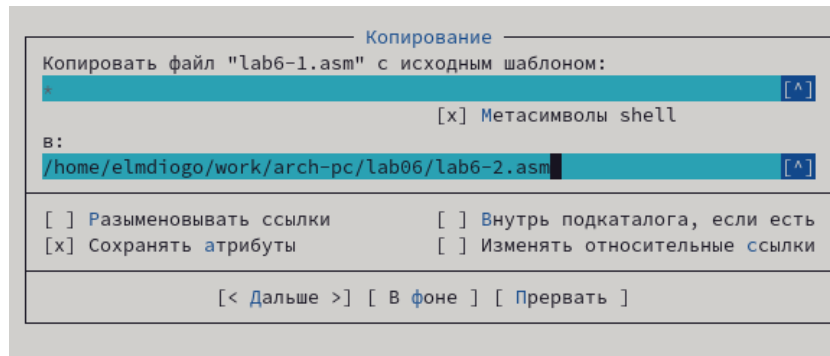 Копирование
Копировать файл "lab6-1.asm" с исходным шаблоном:
* [^]
[x] Метасимволы shell
в:
/home/elmdiogo/work/arch-pc/lab06/lab6-2.asm [^]
[ ] Разыменовывать ссылки [ ] Внутрь подкаталога, если есть
[x] Сохранять атрибуты [ ] Изменять относительные ссылки
[< Дальше >] [ В фоне ] [ Прервать ]